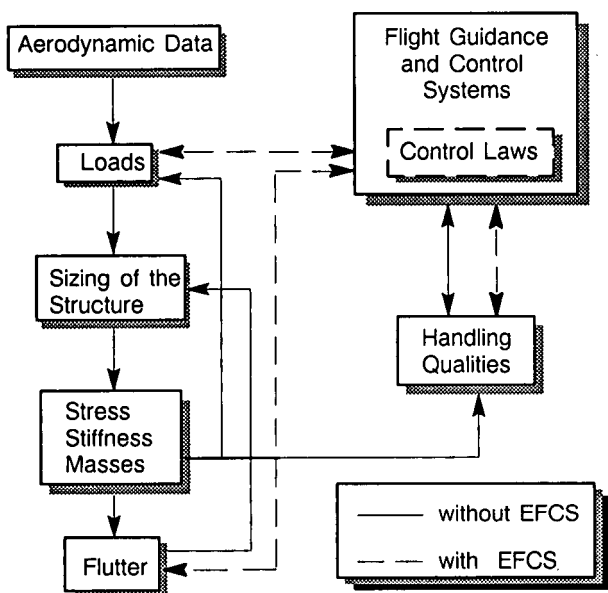 Aerodynamic Data
Loads
Sizing of the
Structure
Stress
Stiffness
Masses
Flutter
Flight Guidance
and Control
Systems
Control Laws
Handling
Qualities
without EFCS
with EFCS